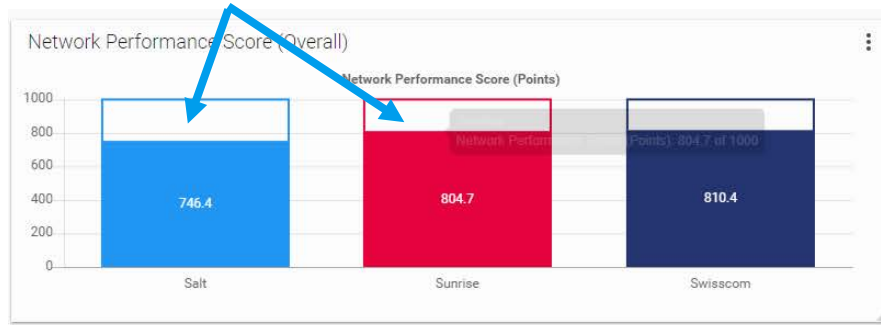 Network Performance Score (Overall)
Network Performance Score (Points)
1000
800
600
400
200
0
746.4
804.7
810.4
Network Performance (Points): 804.7 of 1000
Salt
Sunrise
Swisscom